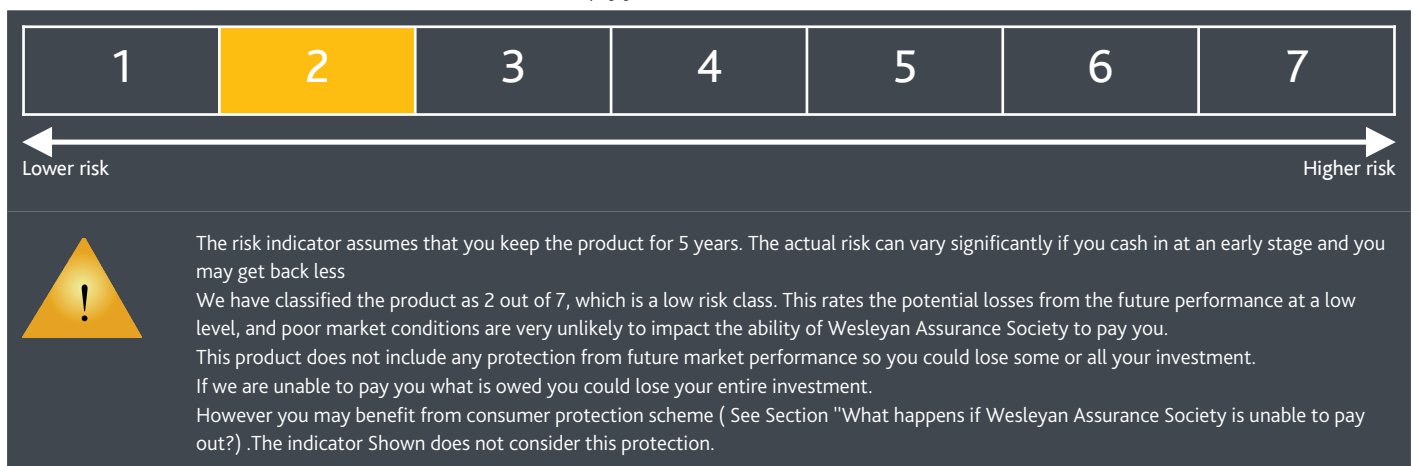 1 2 3 4 5 6 7
Lower risk Higher risk
!
The risk indicator assumes that you keep the product for 5 years. The actual risk can vary significantly if you cash in at an early stage and you
may get back less
We have classified the product as 2 out of 7, which is a low risk class. This rates the potential losses from the future performance at a low
level, and poor market conditions are very unlikely to impact the ability of Wesleyan Assurance Society to pay you.
This product does not include any protection from future market performance so you could lose some or all your investment.
If we are unable to pay you what is owed you could lose your entire investment.
However you may benefit from consumer protection scheme ( See Section "What happens if Wesleyan Assurance Society is unable to pay
out?) .The indicator Shown does not consider this protection.